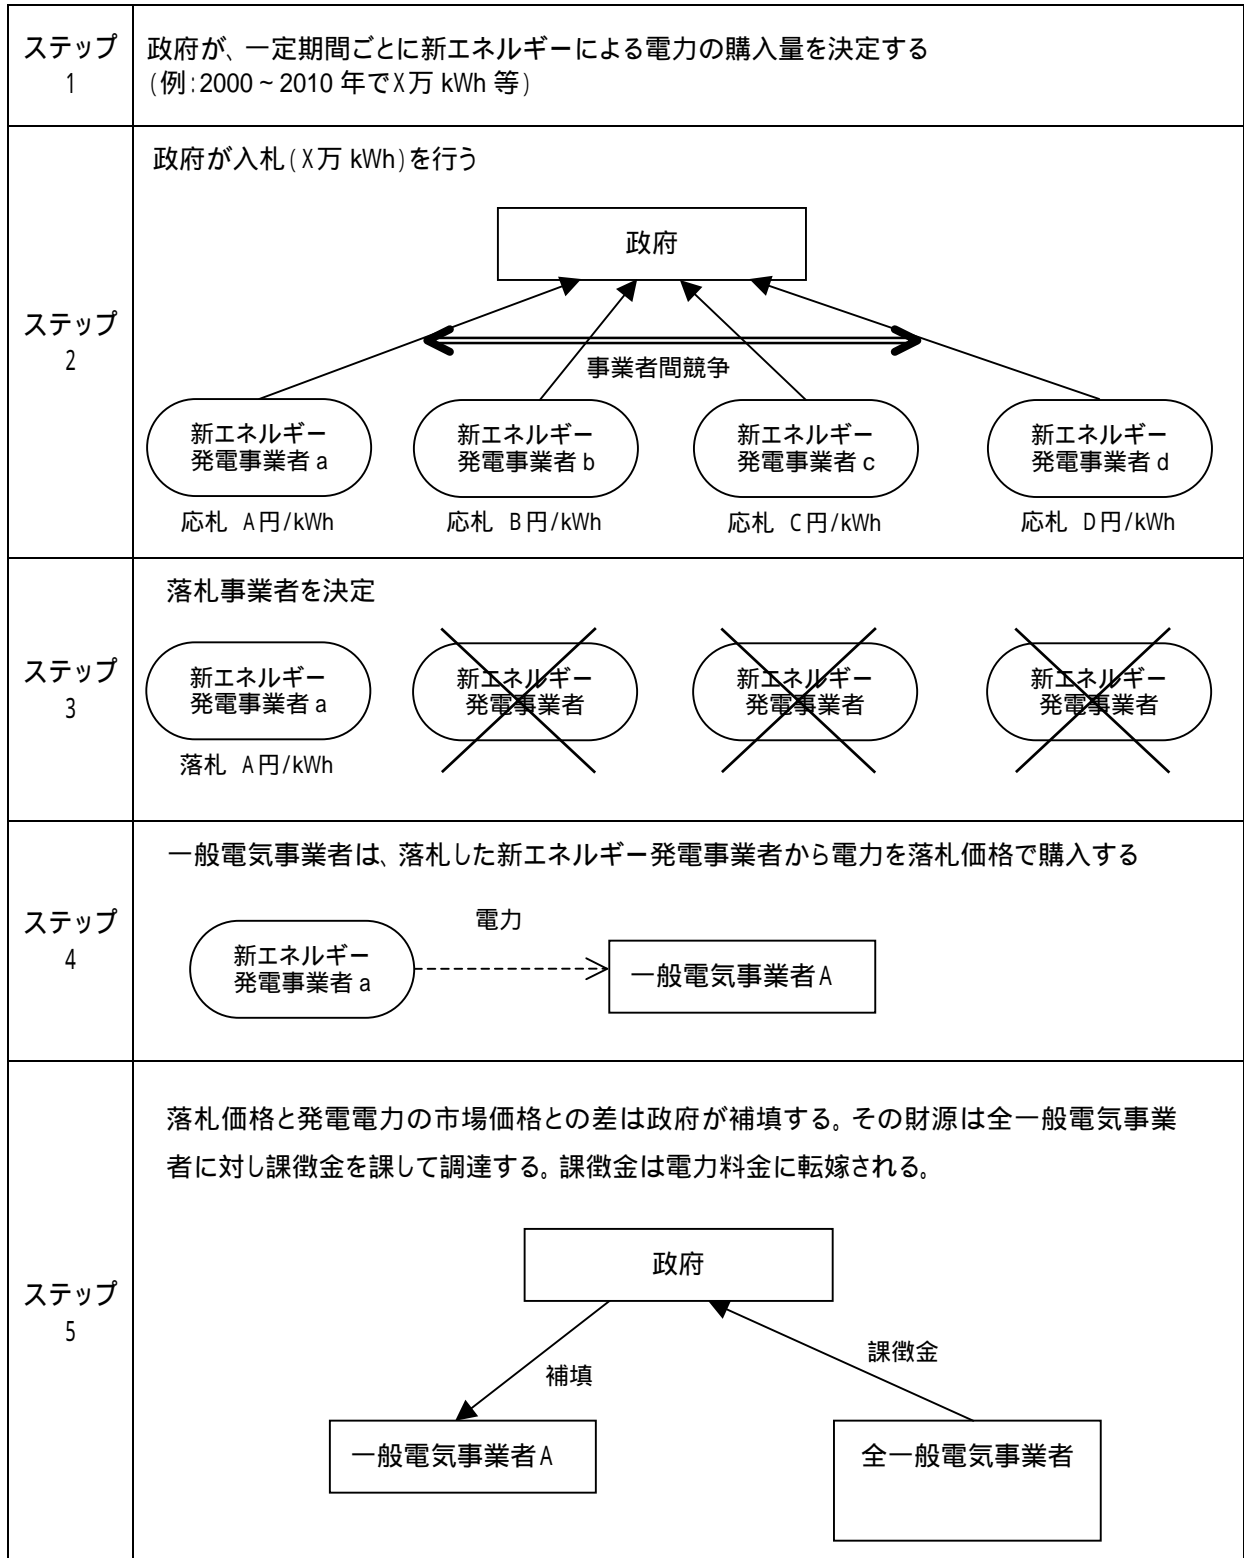 ステップ
1
政府が、一定期間ごとに新エネルギーによる電力の購入量を決定する
(例:2000~2010 年でX万 kWh 等)
ステップ
2
政府が入札(X万 kWh)を行う
政府
事業者間競争
新エネルギー
発電事業者 a
新エネルギー
発電事業者 b
新エネルギー
発電事業者 c
新エネルギー
発電事業者 d
応札 A円/kWh
応札 B円/kWh
応札 C円/kWh
応札 D円/kWh
ステップ
3
落札事業者を決定
新エネルギー
発電事業者 a
新エネルギー
発電事業者
新エネルギー
発電事業者
新エネルギー
発電事業者
落札 A円/kWh
ステップ
4
一般電気事業者は、落札した新エネルギー発電事業者から電力を落札価格で購入する
電力
新エネルギー
発電事業者 a
一般電気事業者A
ステップ
5
落札価格と発電電力の市場価格との差は政府が補填する。その財源は全一般電気事業
者に対し課徴金を課して調達する。課徴金は電力料金に転嫁される。
政府
課徴金
補填
一般電気事業者A
全一般電気事業者